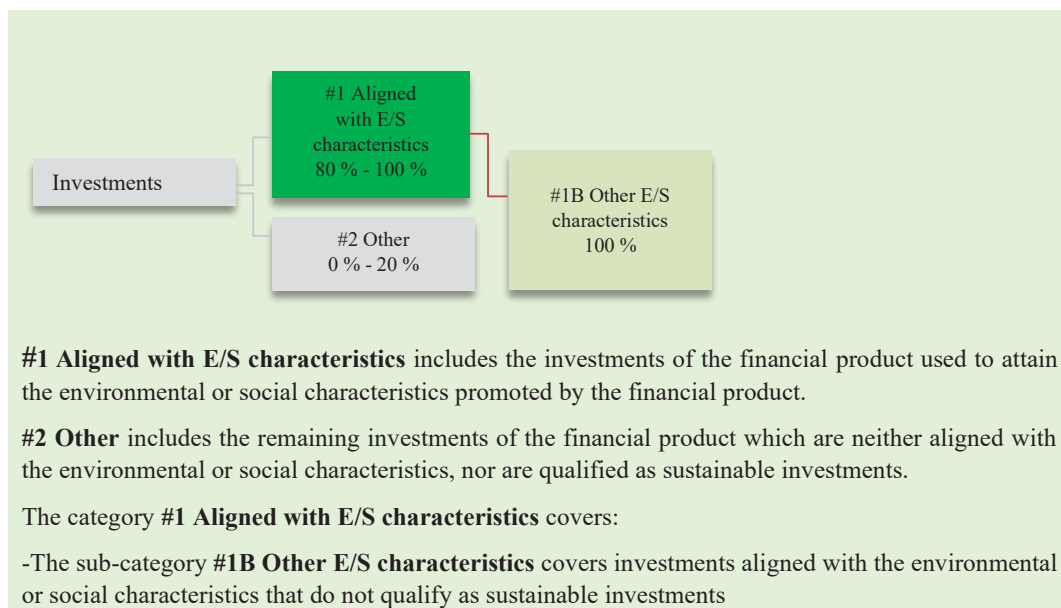 #1 Aligned
with E/S
characteristics
80 % - 100 %
Investments
#1B Other E/S
characteristics
100 %
#2 Other
0 % - 20 %
#1 Aligned with E/S characteristics includes the investments of the financial product used to attain
the environmental or social characteristics promoted by the financial product.
#2 Other includes the remaining investments of the financial product which are neither aligned with
the environmental or social characteristics, nor are qualified as sustainable investments.
The category #1 Aligned with E/S characteristics covers:
-The sub-category #1B Other E/S characteristics covers investments aligned with the environmental
or social characteristics that do not qualify as sustainable investments